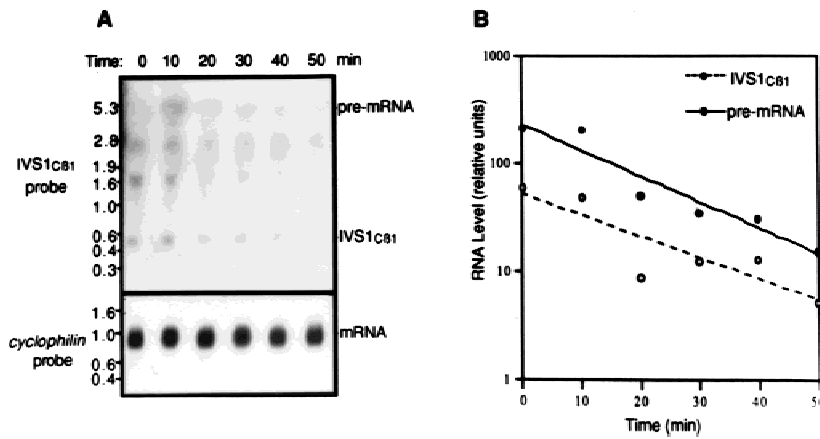 A
Time: 0 10 20 30 40 50 min
5.3
pre-mRNA
2.8
1.9
IVS1C81
probe
1.6
1.0
0.6
IVS1C81
0.4
0.3
1.6
cyclophilin
probe
1.0
mRNA
0.6
0.4
B
1000
100
10
1
RNA Level (relative units)
IVS1C81
pre-mRNA
0 10 20 30 40 50
Time (min)